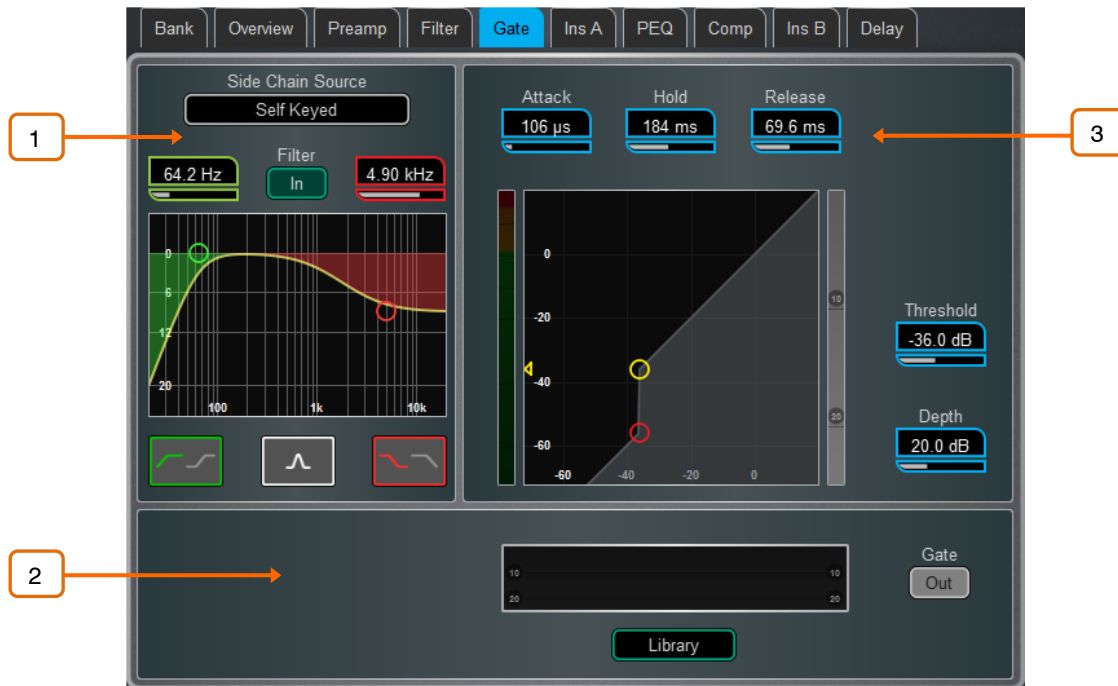 Bank Overview Preamp Filter Gate Ins A PEQ Comp Ins B Delay
Side Chain Source
Self Keyed
1
Filter
64.2 Hz In 4.90 kHz
0
6
12
20
100 1k 10k
Attack Hold Release
106 µs 184 ms 69.6 ms
3
0
-20
-40
-60
-60 -40 -20 0
10
20
Threshold
-36.0 dB
Depth
20.0 dB
2
10 10
20 20
Gate
Out
Library